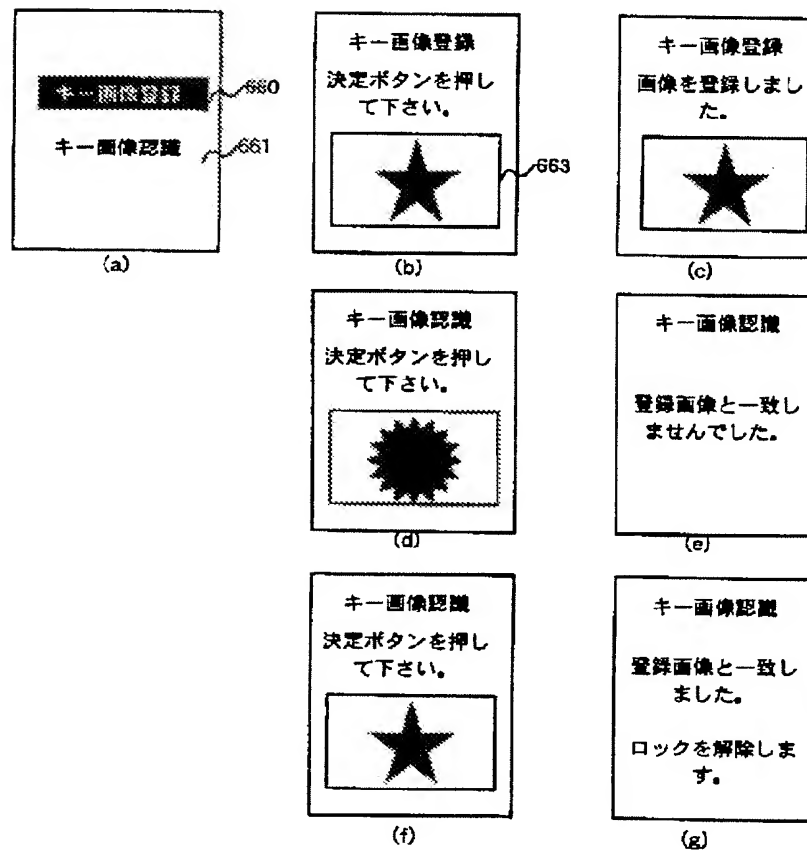 キー画像登録
660
キー画像認識
661
(a)
キー画像登録
決定ボタンを押し
て下さい。
663
(b)
キー画像登録
画像を登録しまし
た。
(c)
キー画像認識
決定ボタンを押し
て下さい。
(d)
キー画像認識
登録画像と一致し
ませんでした。
(e)
キー画像認識
決定ボタンを押し
て下さい。
(f)
キー画像認識
登録画像と一致し
ました。
ロックを解除しま
す。
(g)